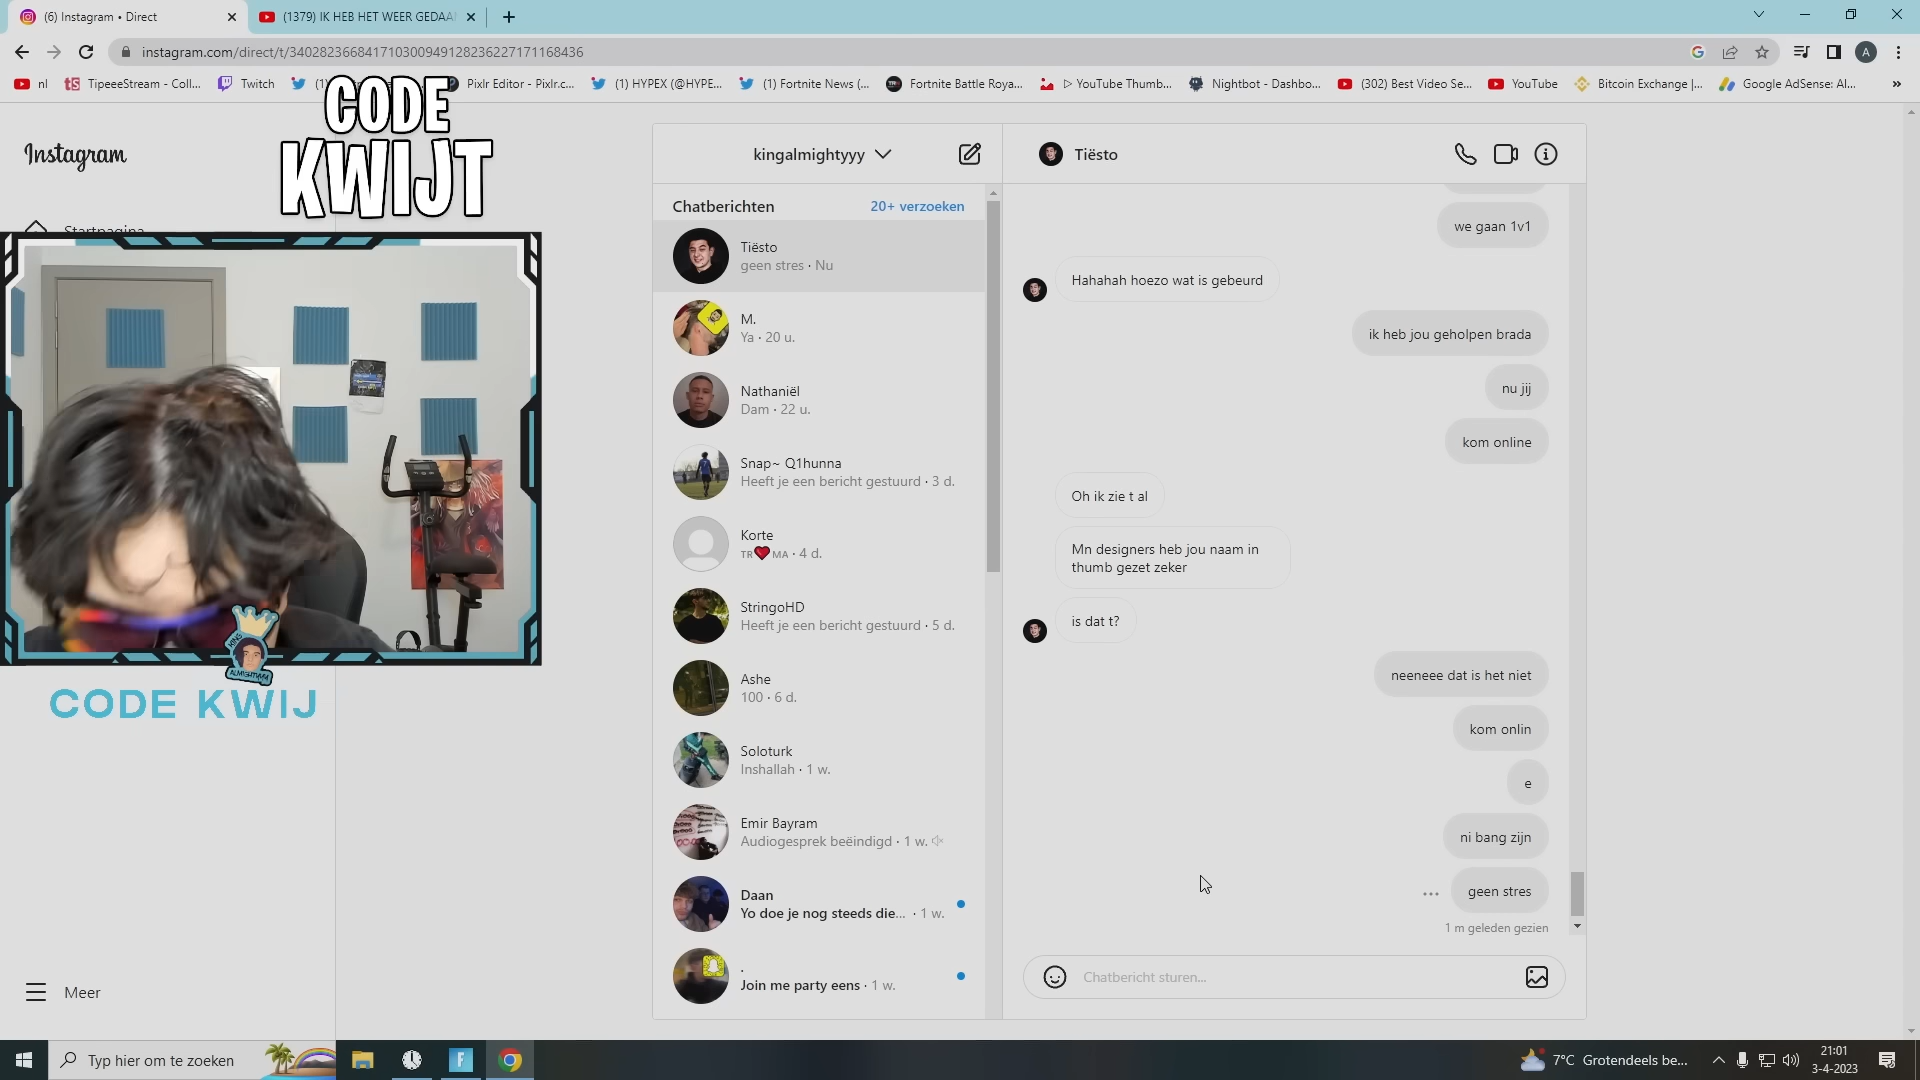 (6) Instagram • Direct
(1379) IK HEB HET WEER GEDAA
instagram.com/direct/t/340282366841710300949128236227171168436
A
nl
TipeeeStream - Coll...
Twitch
(1)
Pixlr Editor - Pixlr.c...
(1) HYPEX (@HYPE...
(1) Fortnite News (...
Fortnite Battle Roya...
▷ YouTube Thumb...
Nightbot - Dashbo...
(302) Best Video Se...
YouTube
Bitcoin Exchange |...
Google AdSense: Al...
»
CODE
KWIJT
Instagram
Startpagina
KING
ALMIGHTYYY
CODE KWIJ
Meer
kingalmightyyy
Chatberichten
20+ verzoeken
Tiësto
geen stres · Nu
M.
Ya · 20 u.
Nathaniël
Dam · 22 u.
Snap~ Q1hunna
Heeft je een bericht gestuurd · 3 d.
Korte
TR❤️MA · 4 d.
StringoHD
Heeft je een bericht gestuurd · 5 d.
Ashe
100 · 6 d.
Soloturk
Inshallah · 1 w.
Emir Bayram
Audiogesprek beëindigd · 1 w.
Daan
Yo doe je nog steeds die... · 1 w.
.
Join me party eens · 1 w.
Tiësto
we gaan 1v1
Hahahah hoezo wat is gebeurd
ik heb jou geholpen brada
nu jij
kom online
Oh ik zie t al
Mn designers heb jou naam in
thumb gezet zeker
is dat t?
neeneee dat is het niet
kom onlin
e
ni bang zijn
geen stres
1 m geleden gezien
Chatbericht sturen...
Typ hier om te zoeken
7°C Grotendeels be...
21:01
3-4-2023